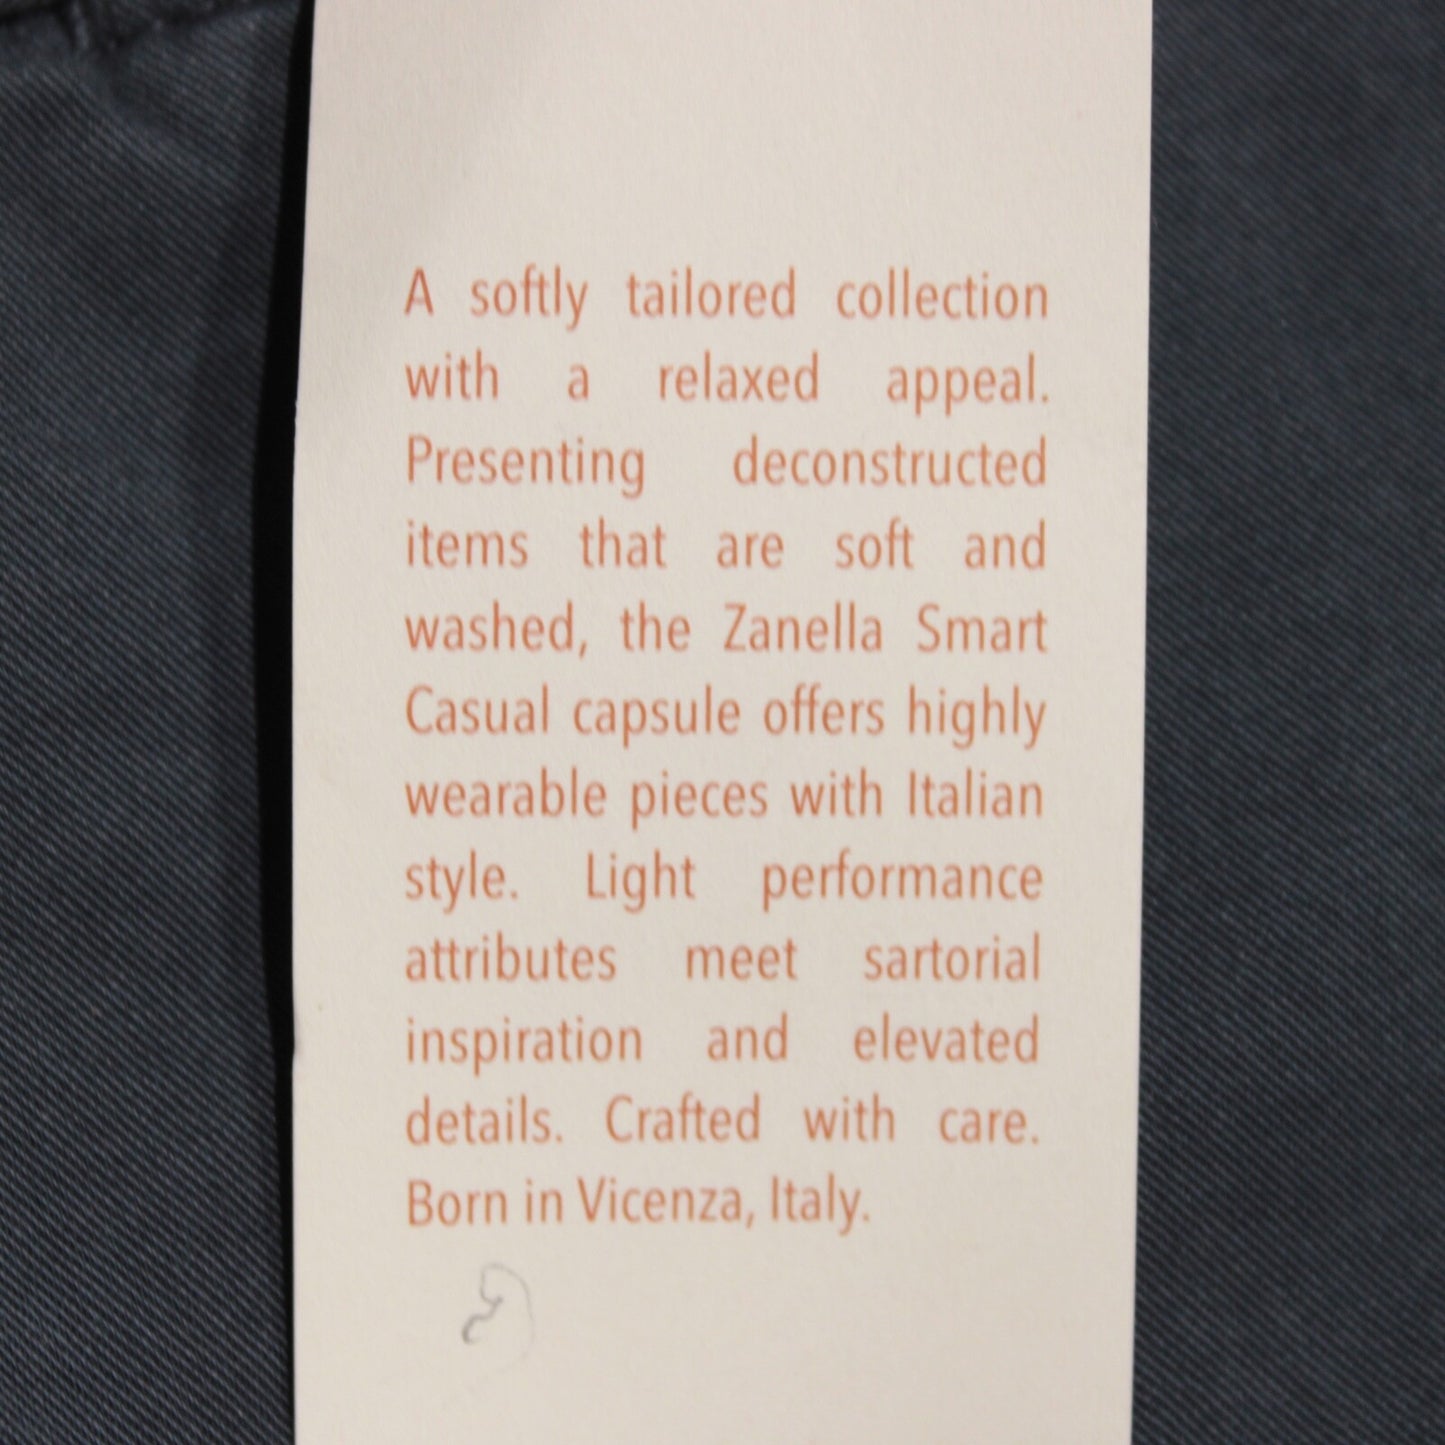 A softly tailored collection
with a relaxed appeal.
Presenting deconstructed
items that are soft and
washed, the Zanella Smart
Casual capsule offers highly
wearable pieces with Italian
style. Light performance
attributes meet sartorial
inspiration and elevated
details. Crafted with care.
Born in Vicenza, Italy.